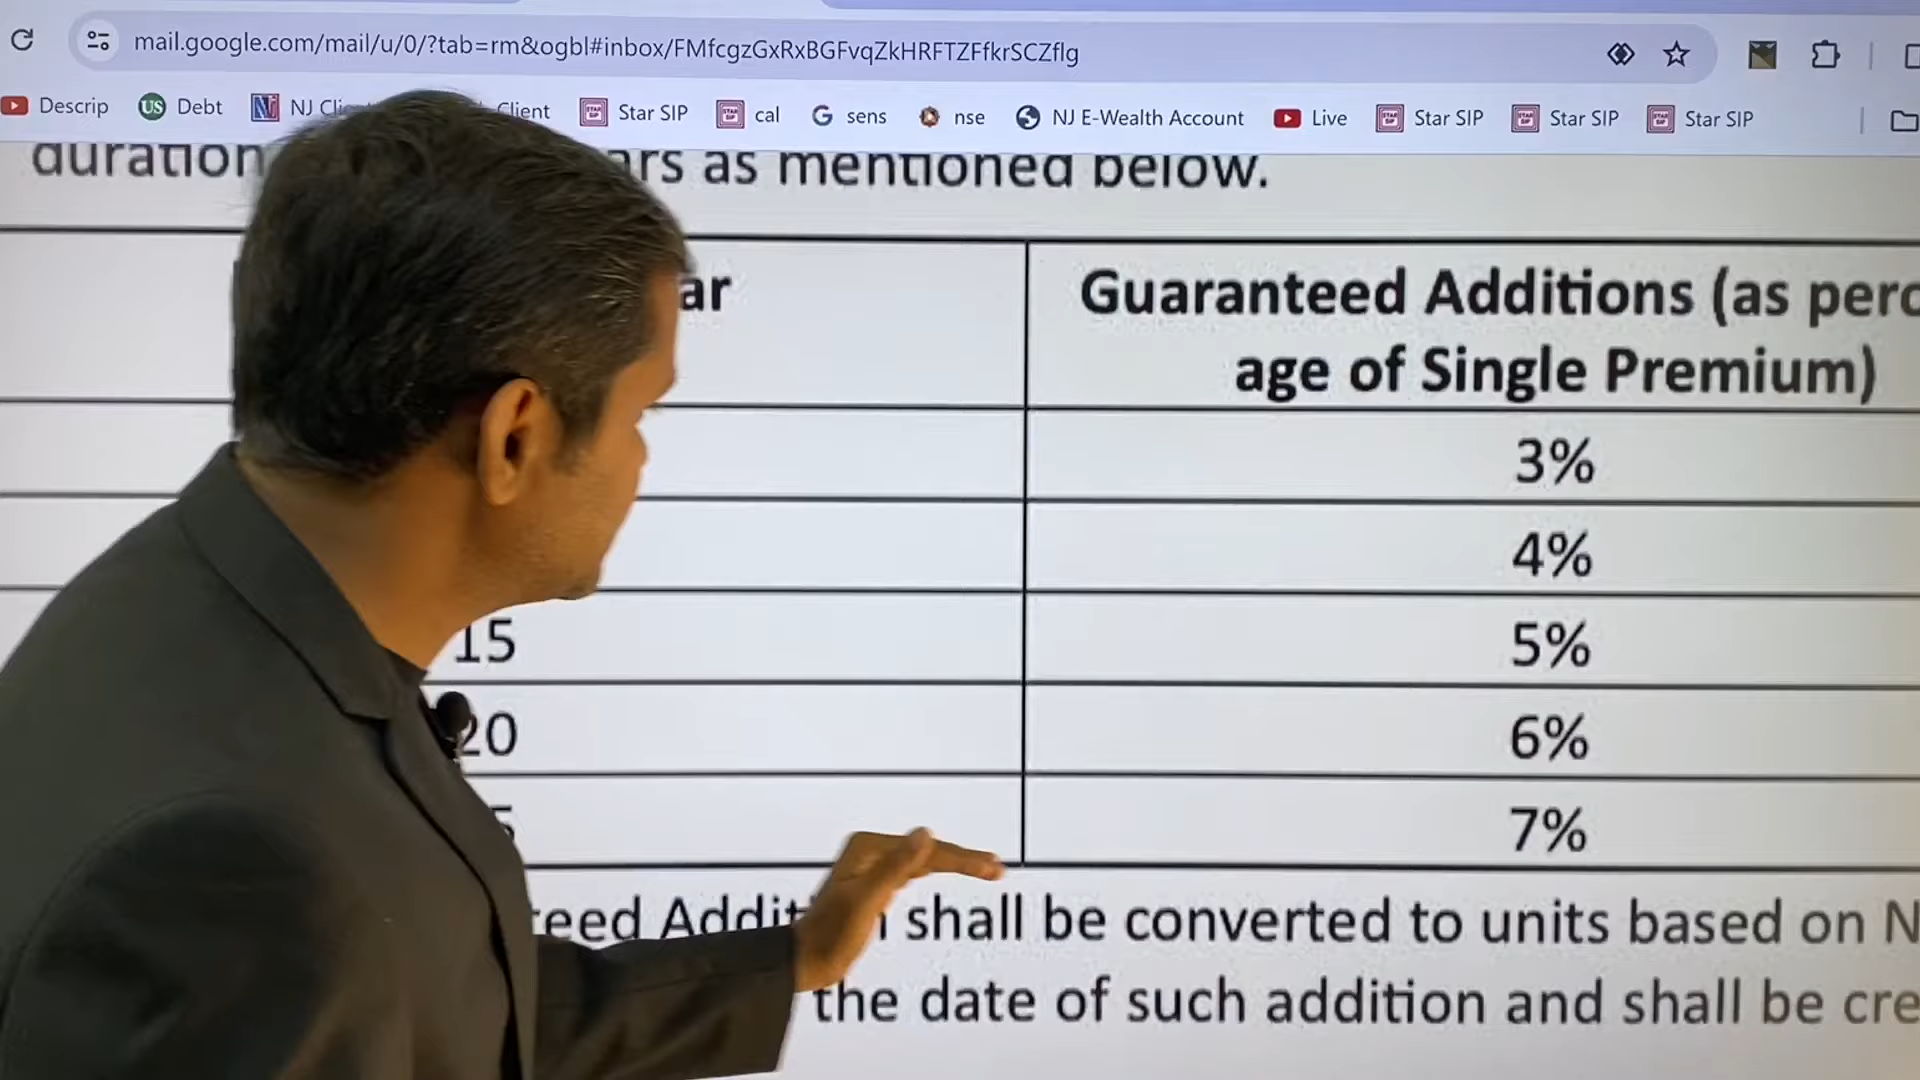 mail.google.com/mail/u/0/?tab=rm&ogbl#inbox/FMfcgzGxRxBGFvqZkHRFTZFfkrSCZflg
Descrip US Debt NJ Client Star SIP cal sens nse NJ E-Wealth Account Live Star SIP Star SIP Star SIP
duration rs as mentioned below.
ar Guaranteed Additions (as perc
age of Single Premium)
3%
4%
15 5%
20 6%
7%
eed Addit shall be converted to units based on N
the date of such addition and shall be cre